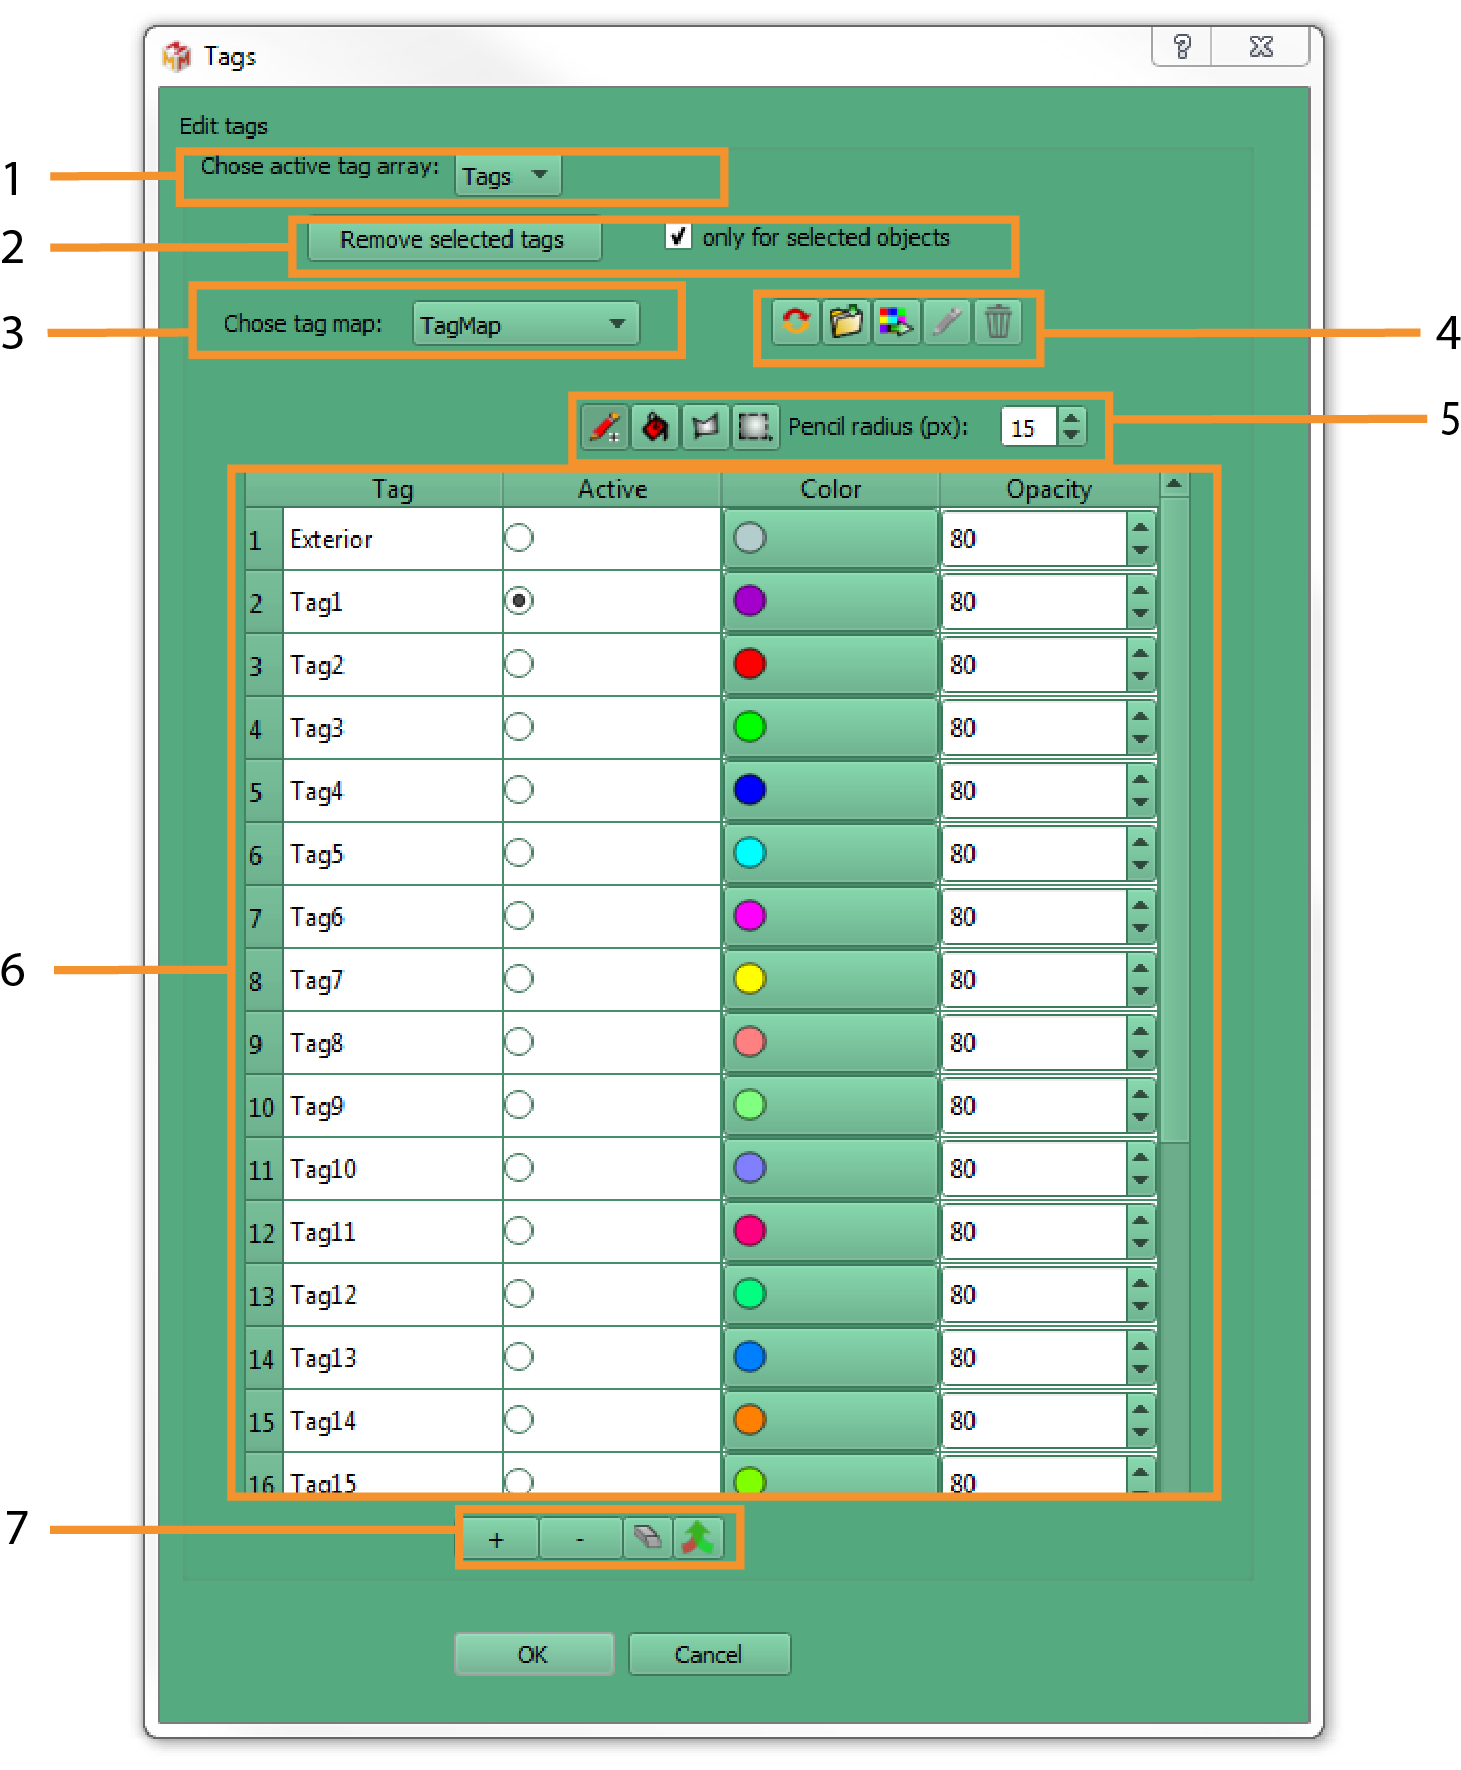 Tags
Edit tags
1
Chose active tag array: Tags
2
Remove selected tags only for selected objects
3
Chose tag map: TagMap
4
Pencil radius (px): 15
5
Tag Active Color Opacity
1 Exterior 80
2 Tag1 80
3 Tag2 80
4 Tag3 80
5 Tag4 80
6 Tag5 80
7 Tag6 80
6
8 Tag7 80
9 Tag8 80
10 Tag9 80
11 Tag10 80
12 Tag11 80
13 Tag12 80
14 Tag13 80
15 Tag14 80
16 Tag15 80
7
+ -
OK Cancel